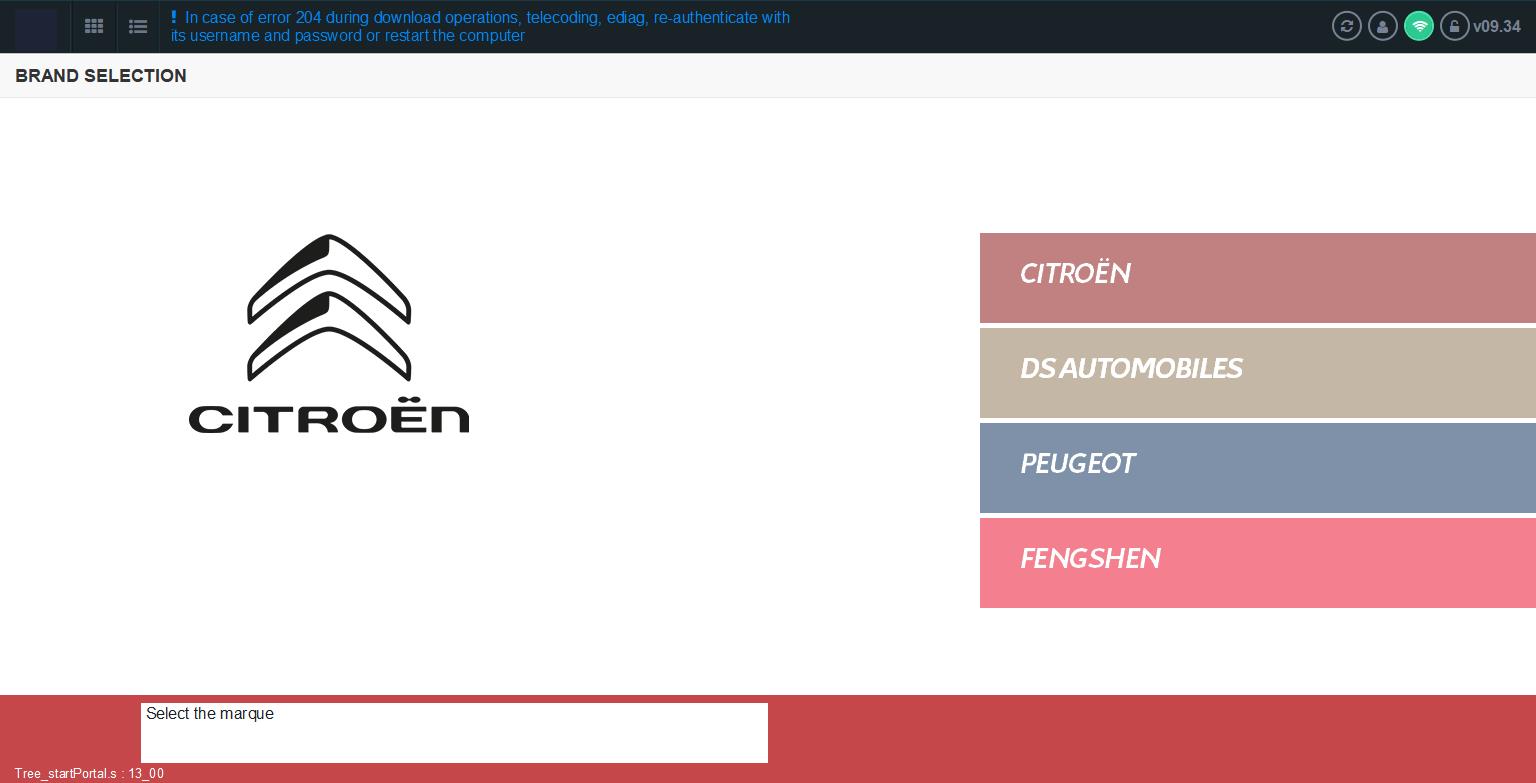 ! In case of error 204 during download operations, telecoding, ediag, re-authenticate with
its username and password or restart the computer
v09.34
BRAND SELECTION
CITROËN
CITROËN
DS AUTOMOBILES
PEUGEOT
FENGSHEN
Select the marque
Tree_startPortal.s : 13_00